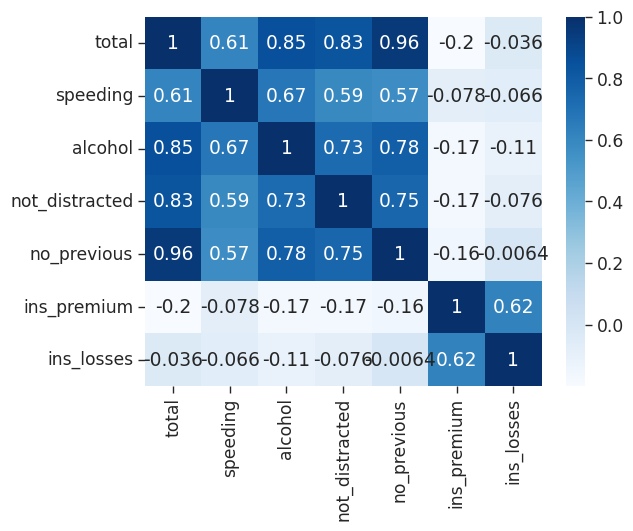 total 1 0.61 0.85 0.83 0.96 -0.2 -0.036
speeding 0.61 1 0.67 0.59 0.57 -0.078 -0.066
alcohol 0.85 0.67 1 0.73 0.78 -0.17 -0.11
not_distracted 0.83 0.59 0.73 1 0.75 -0.17 -0.076
no_previous 0.96 0.57 0.78 0.75 1 -0.16 -0.0064
ins_premium -0.2 -0.078 -0.17 -0.17 -0.16 1 0.62
ins_losses -0.036 -0.066 -0.11 -0.076 -0.0064 0.62 1
total speeding alcohol not_distracted no_previous ins_premium ins_losses
1.0
0.8
0.6
0.4
0.2
0.0